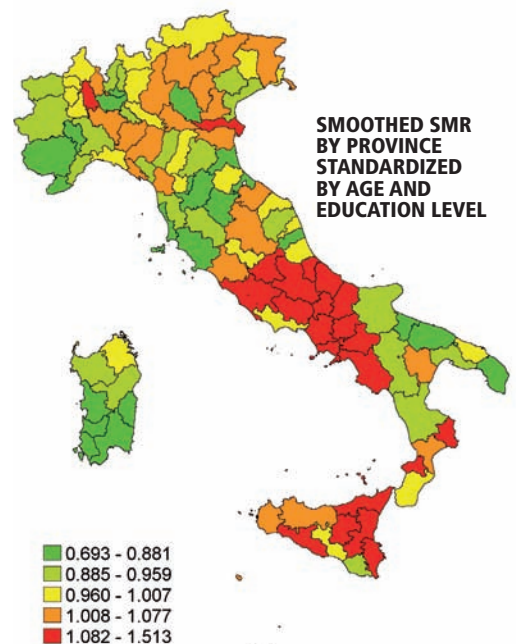 SMOOTHED SMR
BY PROVINCE
STANDARDIZED
BY AGE AND
EDUCATION LEVEL
0.693 - 0.881
0.885 - 0.959
0.960 - 1.007
1.008 - 1.077
1.082 - 1.513